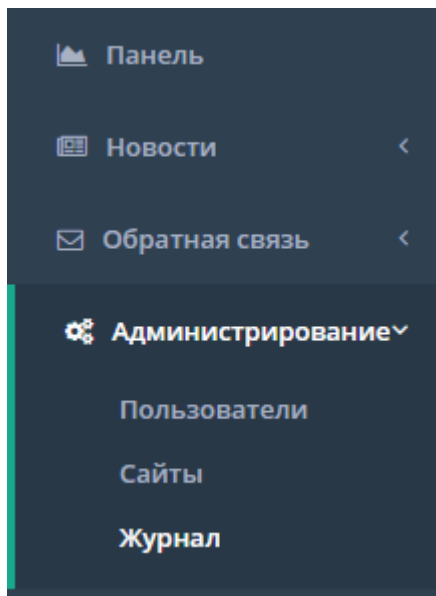 Панель
Новости
Обратная связь
Администрирование
Пользователи
Сайты
Журнал